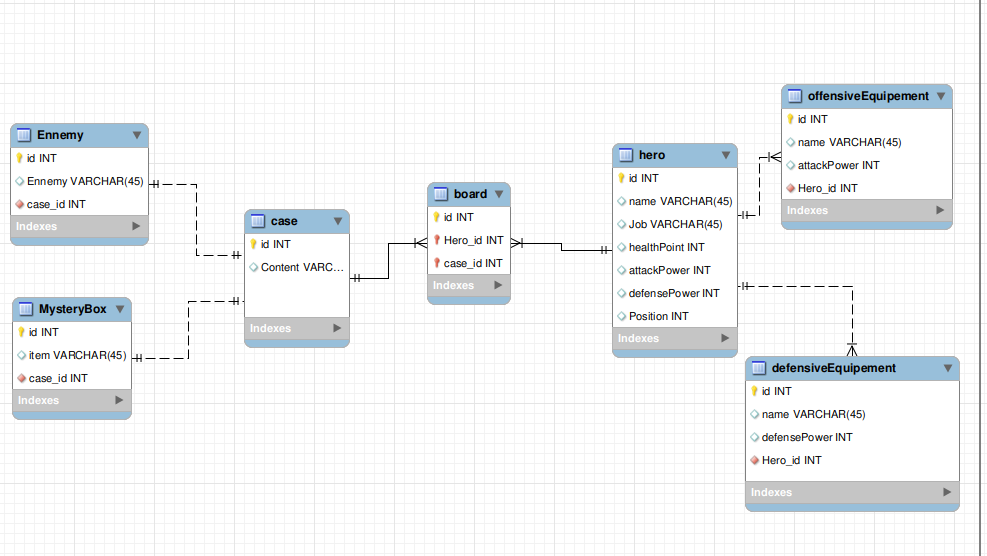 Ennemy
id INT
Ennemy VARCHAR(45)
case_id INT
Indexes
MysteryBox
id INT
item VARCHAR(45)
case_id INT
Indexes
case
id INT
Content VARC...
Indexes
board
id INT
Hero_id INT
case_id INT
Indexes
hero
id INT
name VARCHAR(45)
Job VARCHAR(45)
healthPoint INT
attackPower INT
defensePower INT
Position INT
Indexes
offensiveEquipement
id INT
name VARCHAR(45)
attackPower INT
Hero_id INT
Indexes
defensiveEquipement
id INT
name VARCHAR(45)
defensePower INT
Hero_id INT
Indexes